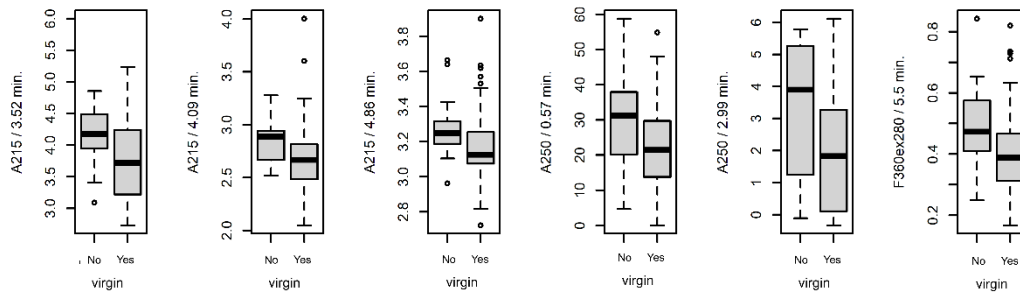 A215 / 3.52 min.
6.0
5.5
5.0
4.5
4.0
3.5
3.0
No Yes
virgin
A215 / 4.09 min.
4.0
3.5
3.0
2.5
2.0
No Yes
virgin
A215 / 4.86 min.
3.8
3.6
3.4
3.2
3.0
2.8
No Yes
virgin
A250 / 0.57 min.
60
50
40
30
20
10
0
No Yes
virgin
A250 / 2.99 min.
6
5
4
3
2
1
0
No Yes
virgin
F360ex280 / 5.5 min.
0.8
0.6
0.4
0.2
No Yes
virgin